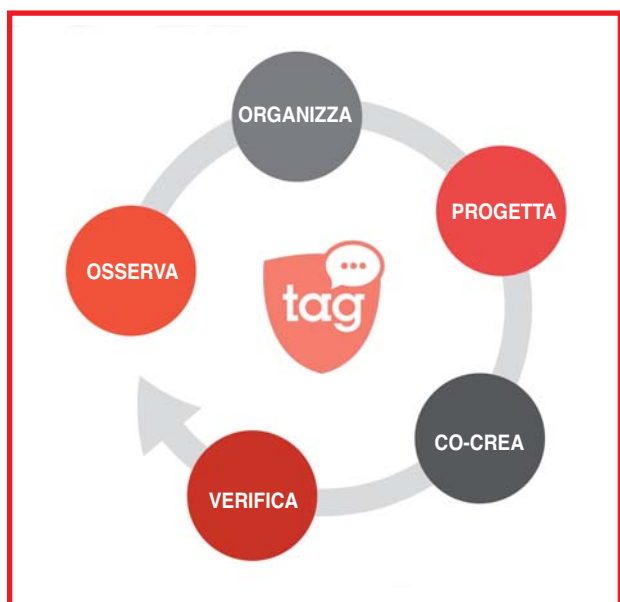 ORGANIZZA
PROGETTA
OSSERVA
tag
CO-CREA
VERIFICA